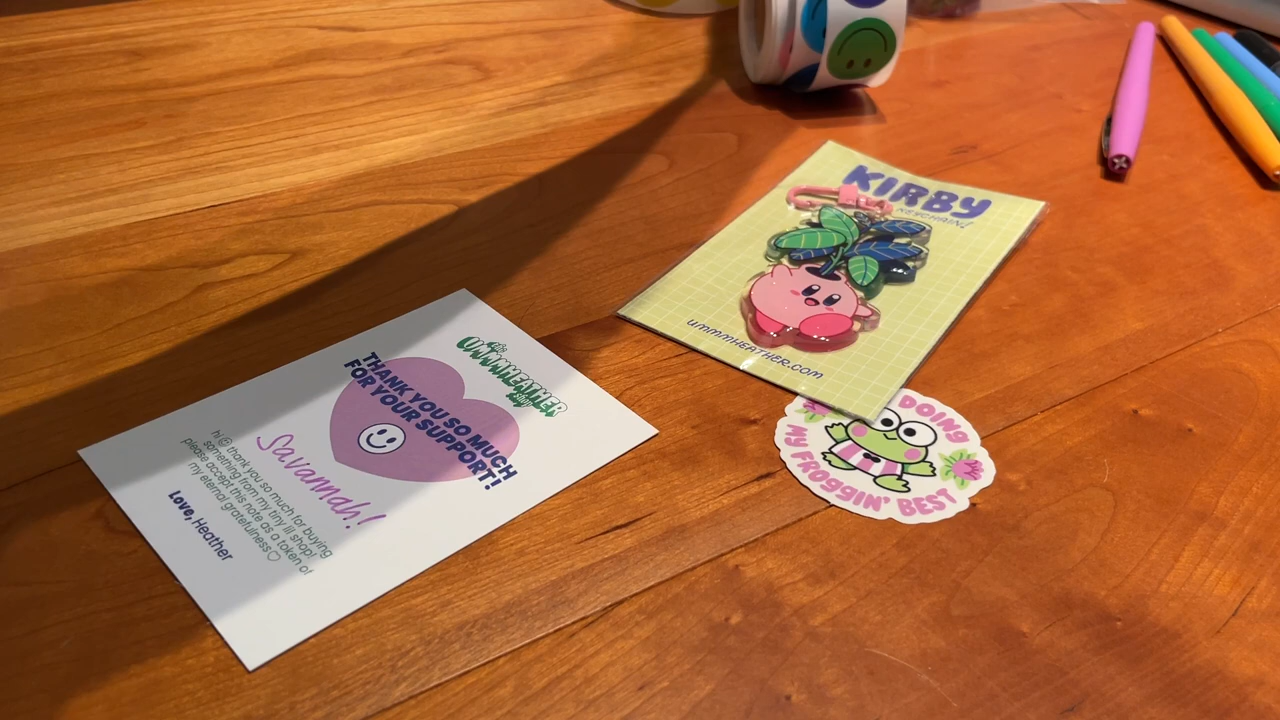 the
UMMMHEATHER
shop
THANK YOU SO MUCH
FOR YOUR SUPPORT!
Savannah!
hi☺ thank you so much for buying
something from my tiny lil shop!
please accept this note as a token of
my eternal gratefulness♡
Love, Heather
KIRBY
KEYCHAIN!
UMMMHEATHER.COM
DOING
MY FROGGIN' BEST